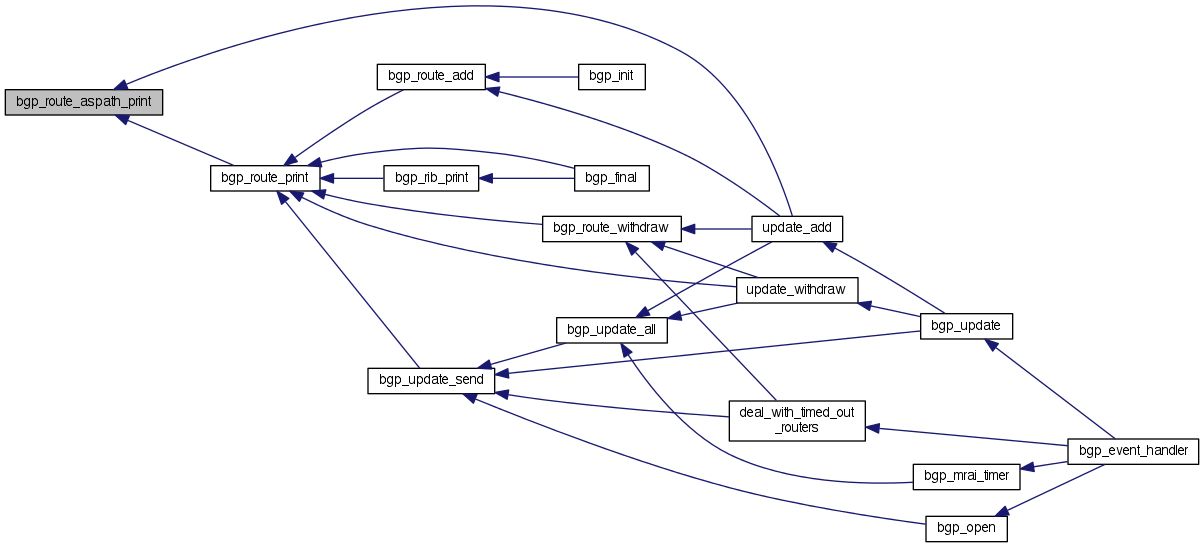 bgp_route_aspath_print
bgp_route_print
bgp_route_add
bgp_init
bgp_rib_print
bgp_final
bgp_route_withdraw
update_add
update_withdraw
bgp_update_all
bgp_update
bgp_update_send
deal_with_timed_out
_routers
bgp_event_handler
bgp_mrai_timer
bgp_open